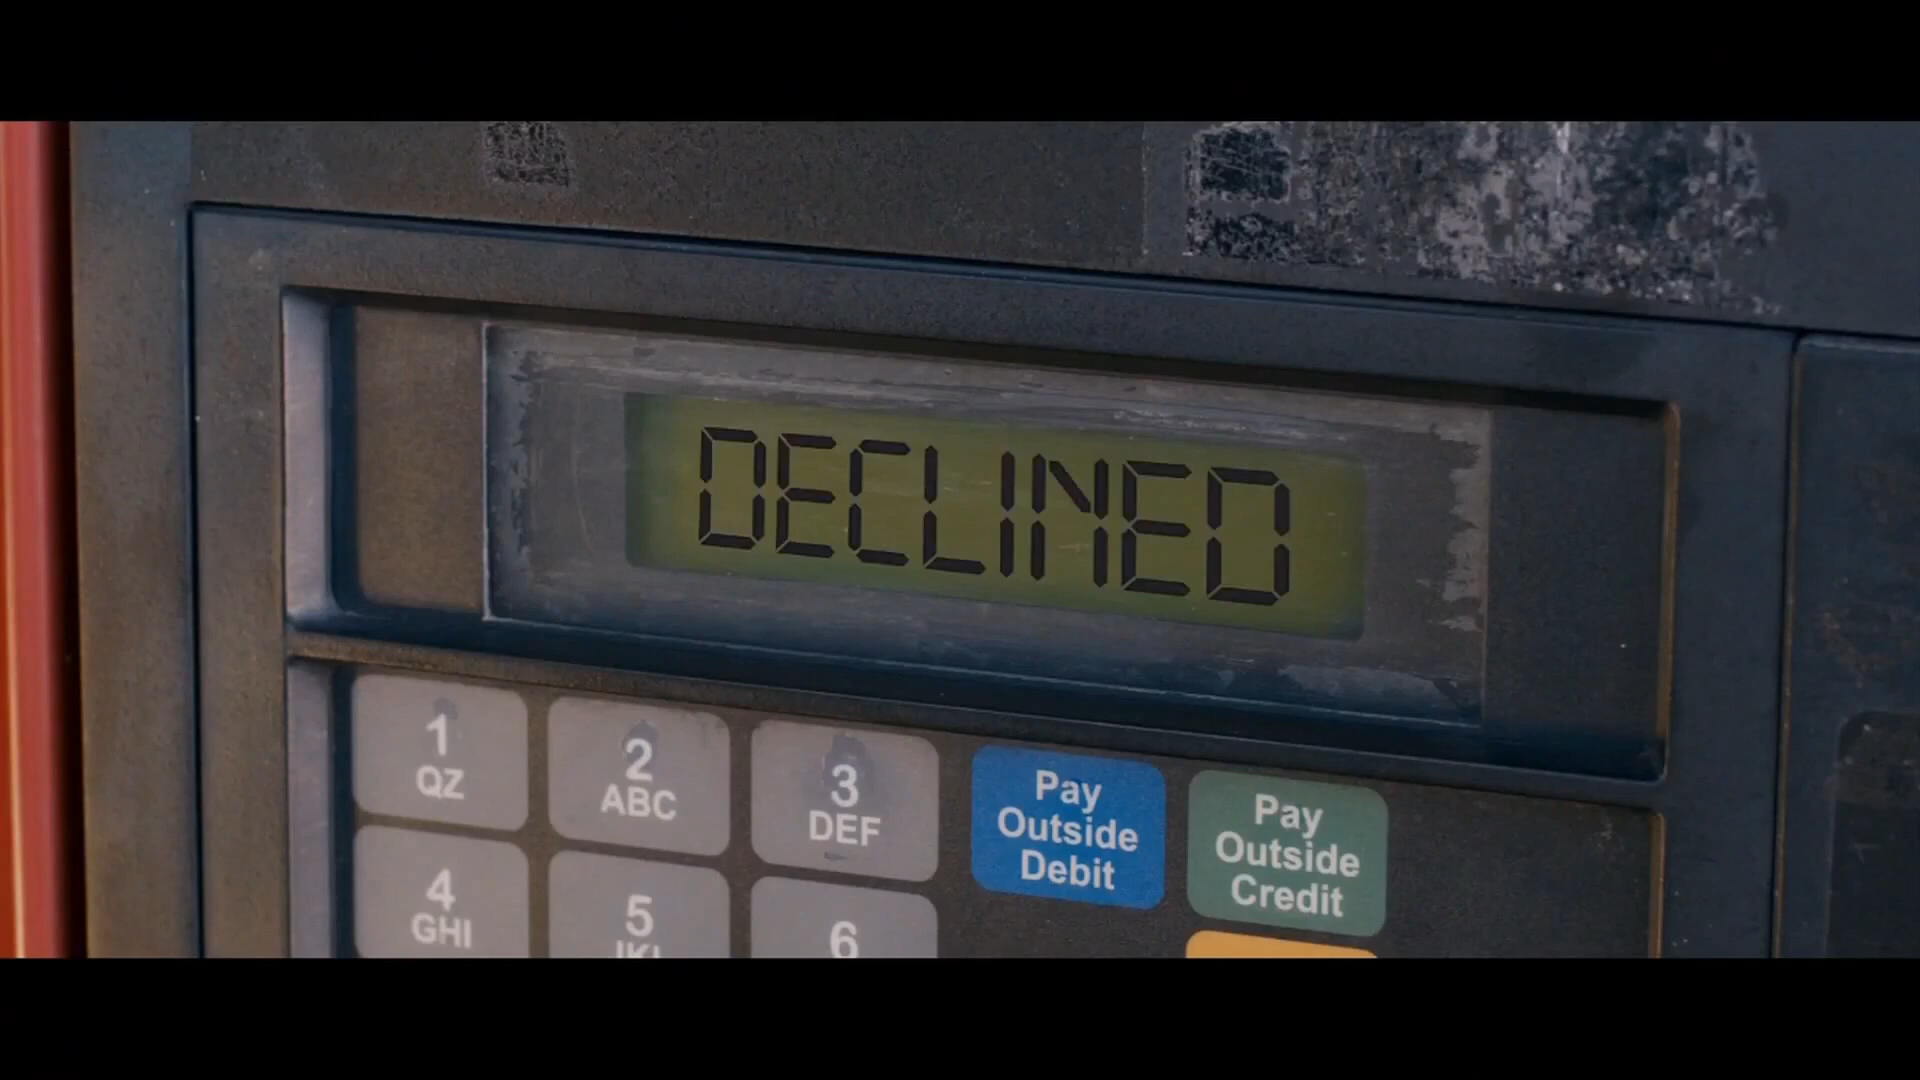 DECLINED
1
QZ
2
ABC
3
DEF
Pay
Outside
Debit
Pay
Outside
Credit
4
GHI
5
6